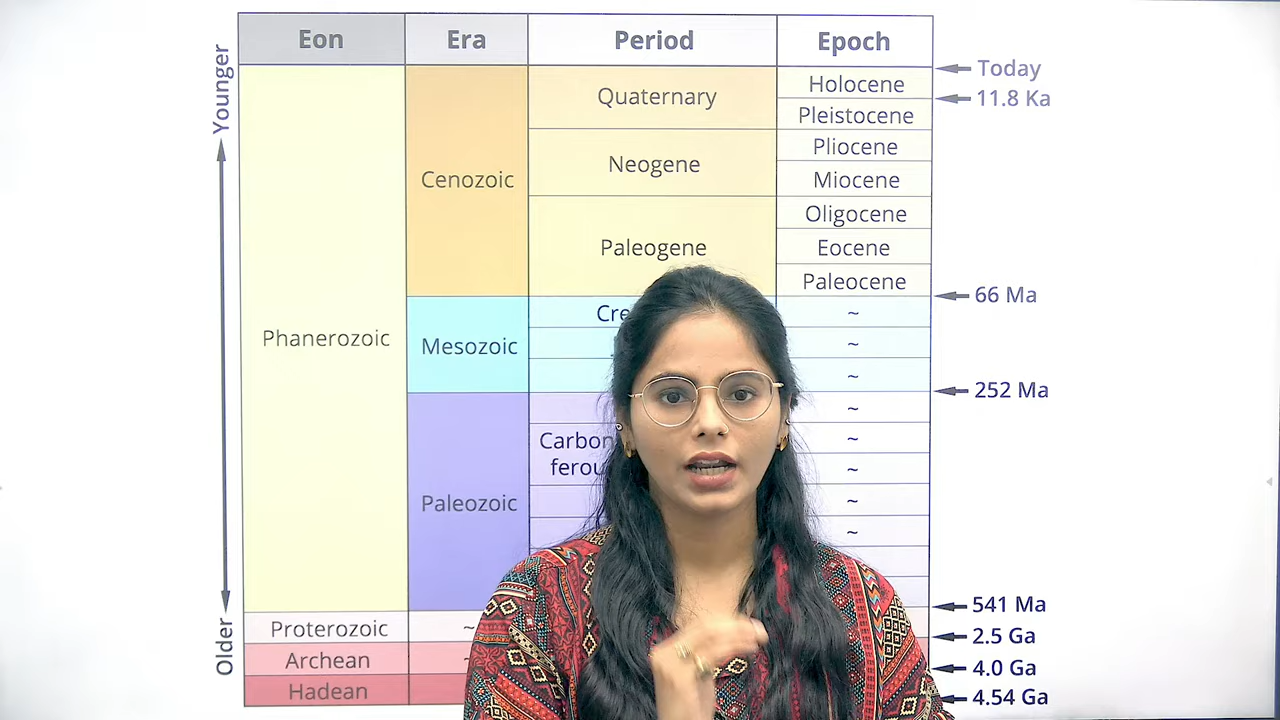 Eon Era Period Epoch
Younger
Today
Holocene
Quaternary
11.8 Ka
Pleistocene
Pliocene
Neogene
Miocene
Cenozoic
Oligocene
Paleogene
Eocene
Paleocene
66 Ma
~
Phanerozoic
Mesozoic
~
~
252 Ma
~
~
~
Paleozoic
~
~
541 Ma
Older
Proterozoic ~
2.5 Ga
Archean
4.0 Ga
Hadean
4.54 Ga